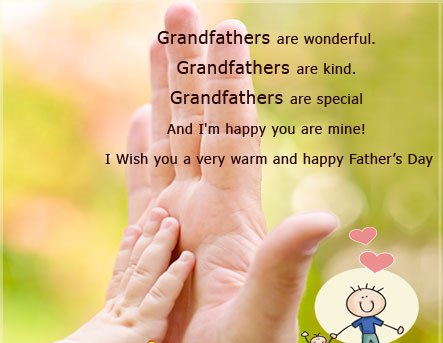 Grandfathers are wonderful.
Grandfathers are kind.
Grandfathers are special
And I'm happy you are mine!
I Wish you a very warm and happy Father’s Day